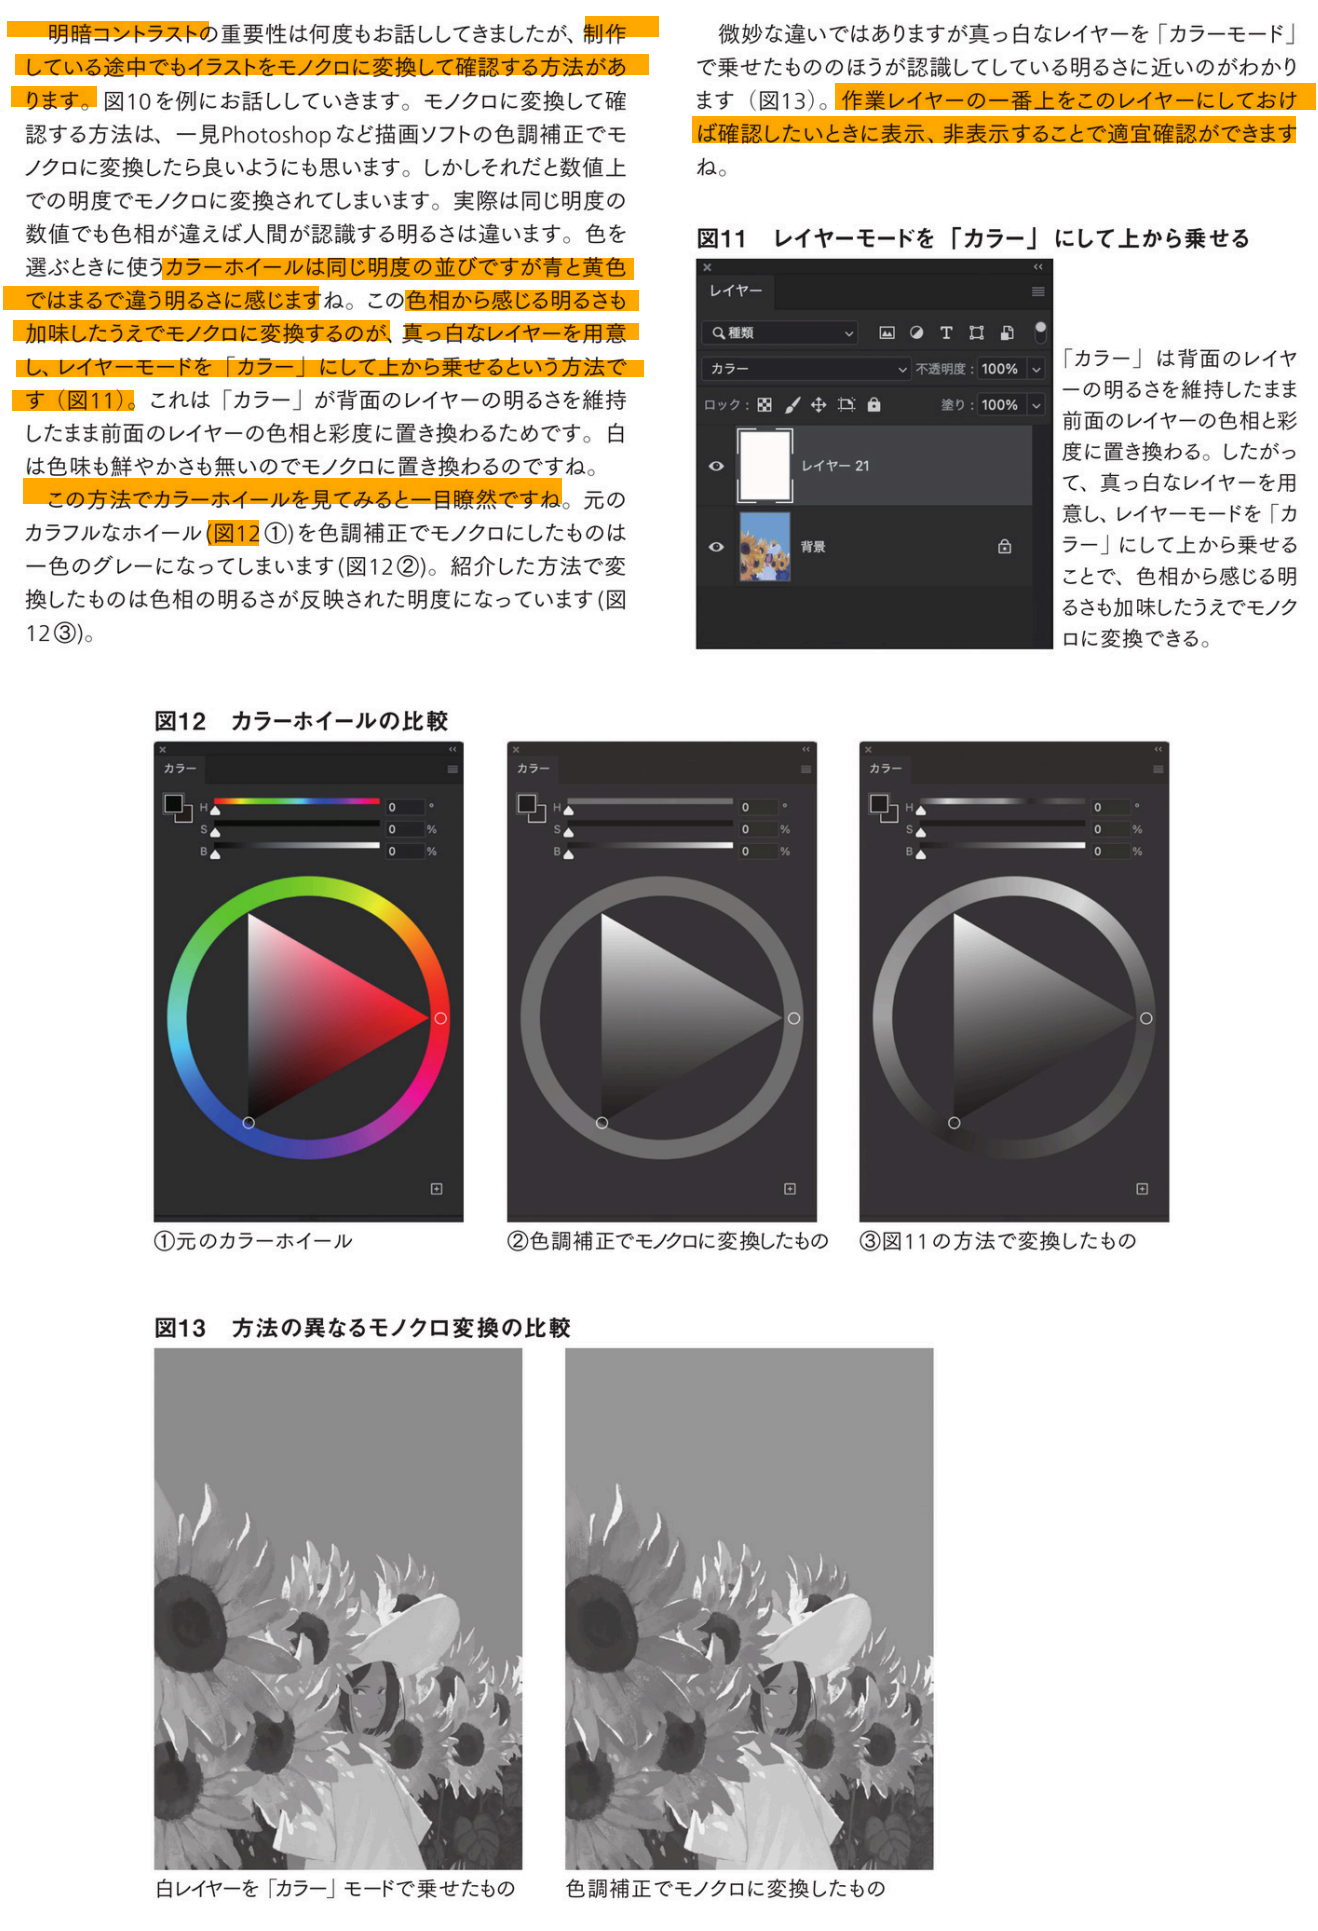 明暗コントラストの重要性は何度もお話ししてきましたが、制作
している途中でもイラストをモノクロに変換して確認する方法があ
ります。図10を例にお話ししていきます。モノクロに変換して確
認する方法は、一見Photoshopなど描画ソフトの色調補正でモ
ノクロに変換したら良いようにも思います。しかしそれだと数値上
での明度でモノクロに変換されてしまいます。実際は同じ明度の
数値でも色相が違えば人間が認識する明るさは違います。色を
選ぶときに使うカラーホイールは同じ明度の並びですが青と黄色
ではまるで違う明るさに感じますね。この色相から感じる明るさも
加味したうえでモノクロに変換するのが、真っ白なレイヤーを用意
し、レイヤーモードを「カラー」にして上から乗せるという方法で
す（図11）。これは「カラー」が背面のレイヤーの明るさを維持
したまま前面のレイヤーの色相と彩度に置き換わるためです。白
は色味も鮮やかさも無いのでモノクロに置き換わるのですね。
この方法でカラーホイールを見てみると一目瞭然ですね。元の
カラフルなホイール(図12①)を色調補正でモノクロにしたものは
一色のグレーになってしまいます(図12②)。紹介した方法で変
換したものは色相の明るさが反映された明度になっています(図
12③)。
微妙な違いではありますが真っ白なレイヤーを「カラーモード」
で乗せたもののほうが認識してしている明るさに近いのがわかり
ます（図13）。作業レイヤーの一番上をこのレイヤーにしておけ
ば確認したいときに表示、非表示することで適宜確認ができます
ね。
図11　レイヤーモードを「カラー」にして上から乗せる
レイヤー
種類
カラー 不透明度： 100%
ロック： 塗り： 100%
レイヤー 21
背景
「カラー」は背面のレイヤ
ーの明るさを維持したまま
前面のレイヤーの色相と彩
度に置き換わる。したがっ
て、真っ白なレイヤーを用
意し、レイヤーモードを「カ
ラー」にして上から乗せる
ことで、色相から感じる明
るさも加味したうえでモノク
ロに変換できる。
図12　カラーホイールの比較
カラー
H 0 °
S 0 %
B 0 %
①元のカラーホイール
カラー
H 0 °
S 0 %
B 0 %
②色調補正でモノクロに変換したもの
カラー
H 0 °
S 0 %
B 0 %
③図11の方法で変換したもの
図13　方法の異なるモノクロ変換の比較
白レイヤーを「カラー」モードで乗せたもの
色調補正でモノクロに変換したもの